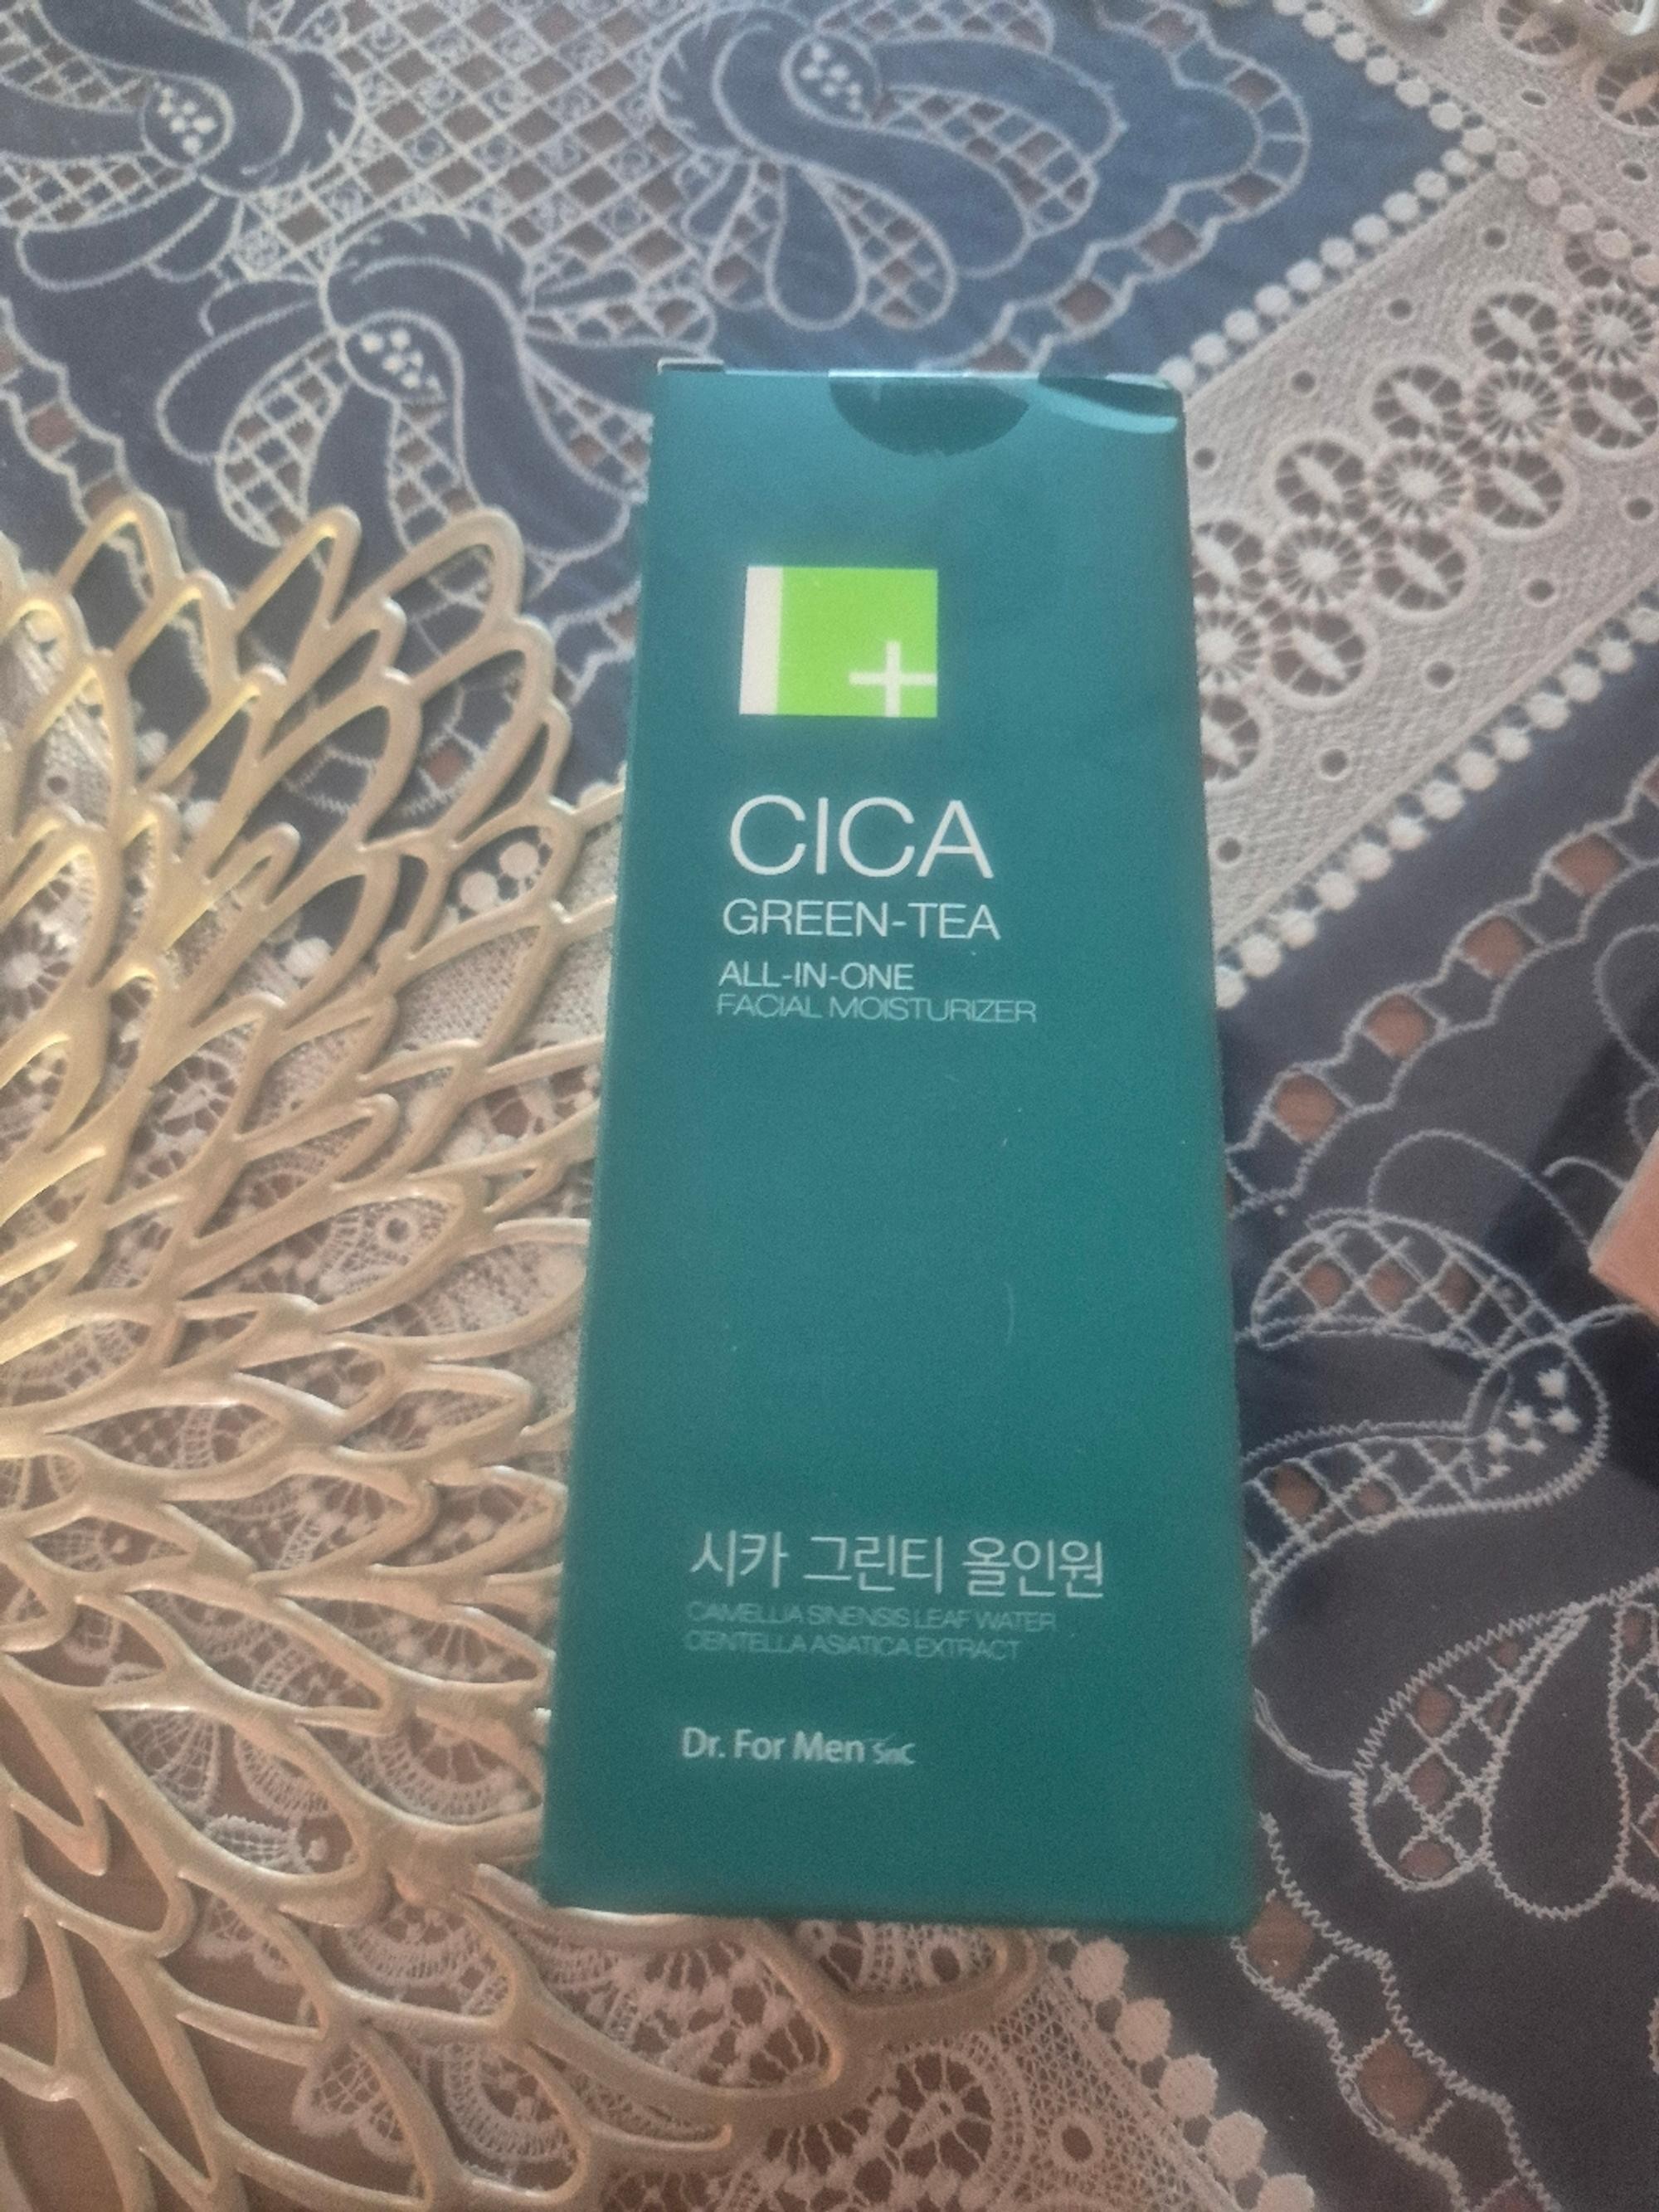 CICA
GREEN-TEA
ALL-IN-ONE
FACIAL MOISTURIZER
시카 그린티 올인원
CAMELLIA SINENSIS LEAF WATER
CENTELLA ASIATICA EXTRACT
Dr. For Men SnC